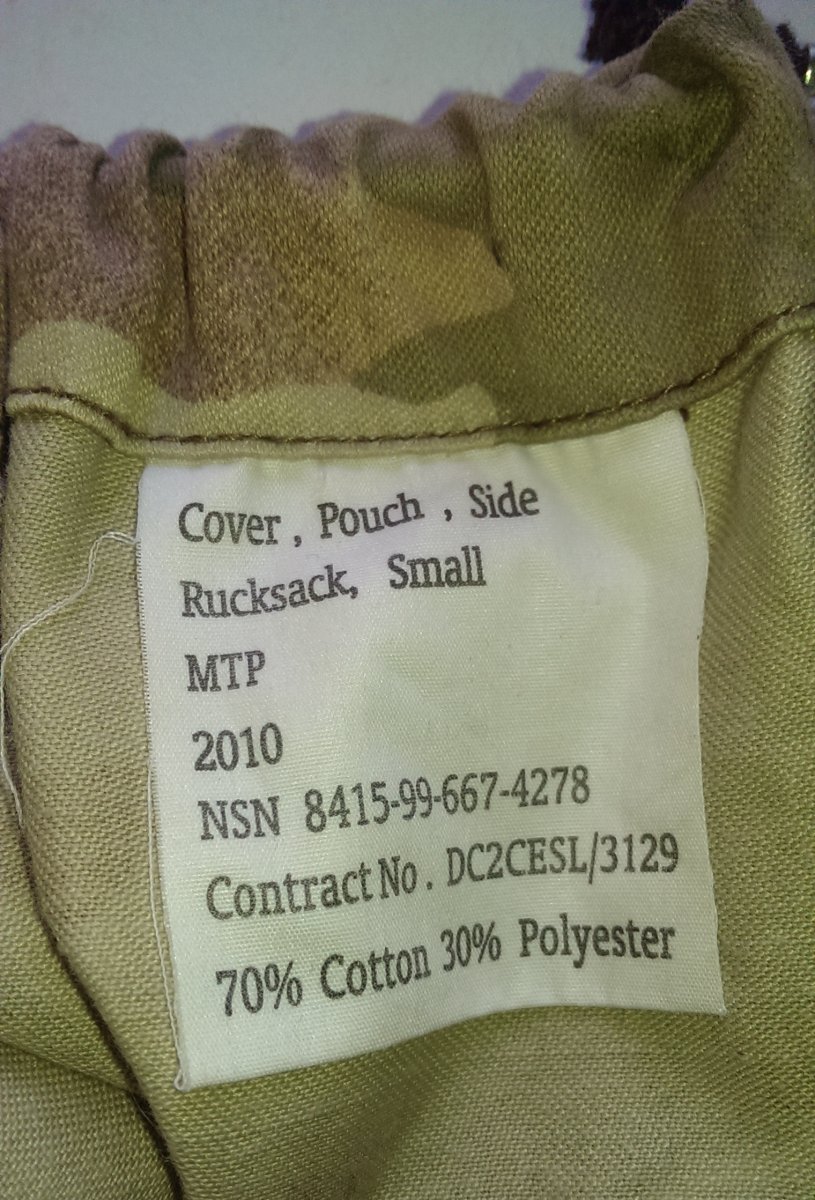 Cover , Pouch , Side
Rucksack, Small
MTP
2010
NSN 8415-99-667-4278
Contract No. DC2CESL/3129
70% Cotton 30% Polyester